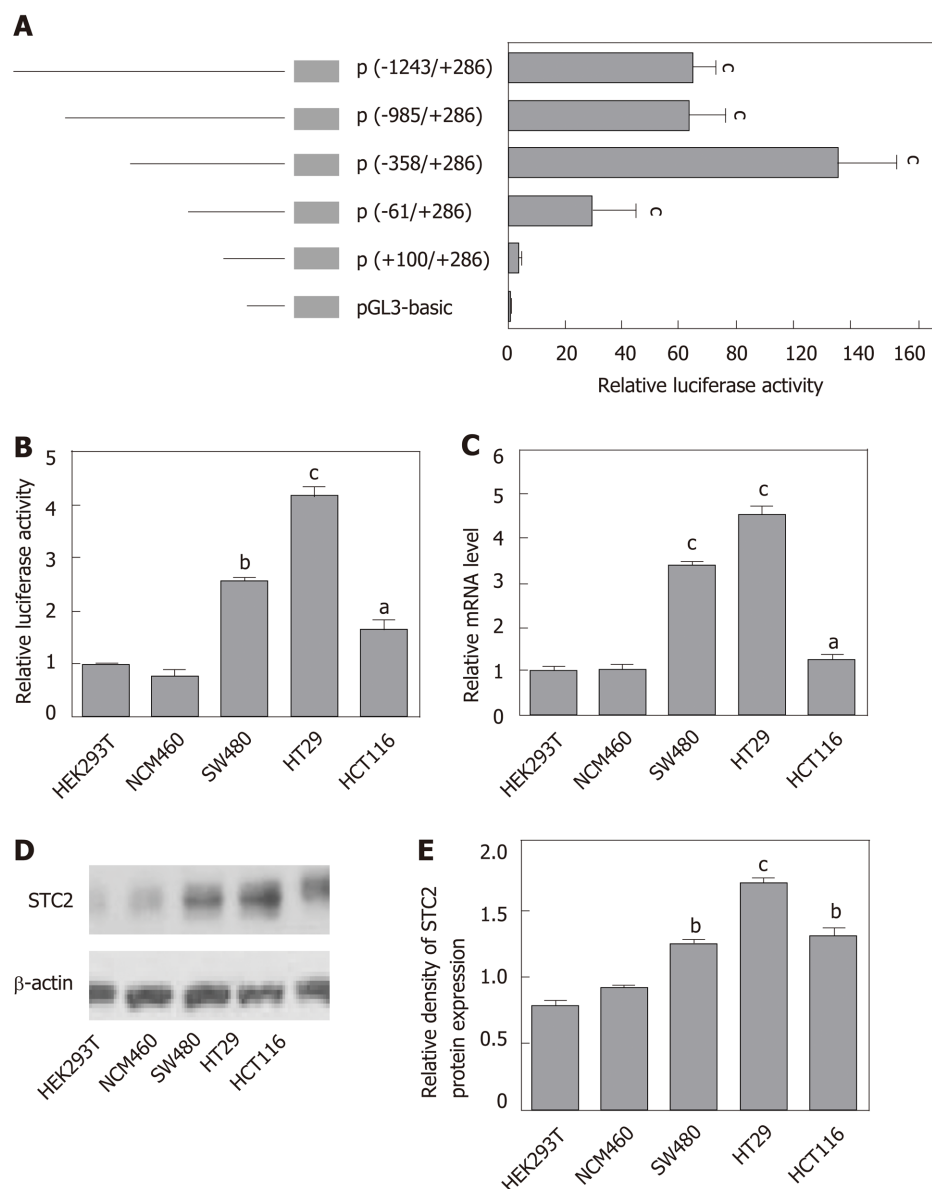 A
p (-1243/+286)
p (-985/+286)
p (-358/+286)
p (-61/+286)
p (+100/+286)
pGL3-basic
c
c
c
c
0 20 40 60 80 100 120 140 160
Relative luciferase activity
B
Relative luciferase activity
5
4
3
2
1
0
b
c
a
HEK293T NCM460 SW480 HT29 HCT116
C
Relative mRNA level
6
5
4
3
2
1
0
c
c
a
HEK293T NCM460 SW480 HT29 HCT116
D
STC2
β-actin
HEK293T NCM460 SW480 HT29 HCT116
E
Relative density of STC2
protein expression
2.0
1.5
1.0
0.5
0
b
c
b
HEK293T NCM460 SW480 HT29 HCT116